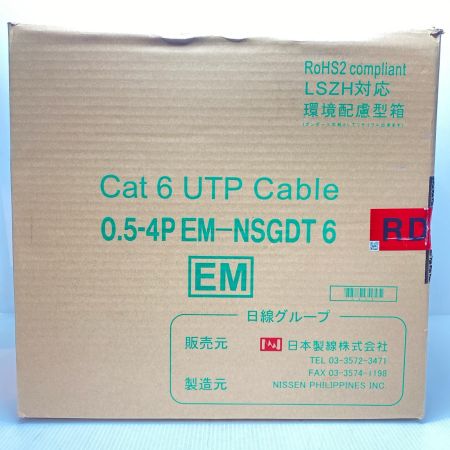 RoHS2 compliant
LSZH対応
環境配慮型箱
Cat 6 UTP Cable
0.5-4P EM-NSGDT 6
RD
EM
日線グループ
販売元 日本製線株式会社
TEL 03-3572-3471
FAX 03-3574-1198
製造元 NISSEN PHILIPPINES INC.